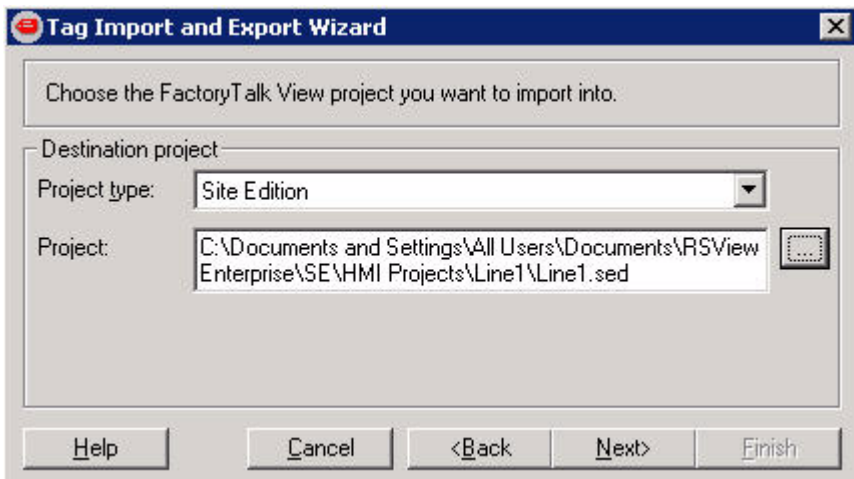 Tag Import and Export Wizard
Choose the FactoryTalk View project you want to import into.
Destination project
Project type:
Site Edition
Project:
C:\Documents and Settings\All Users\Documents\RSView
Enterprise\SE\HMI Projects\Line1\Line1.sed
...
Help
Cancel
<Back
Next>
Finish